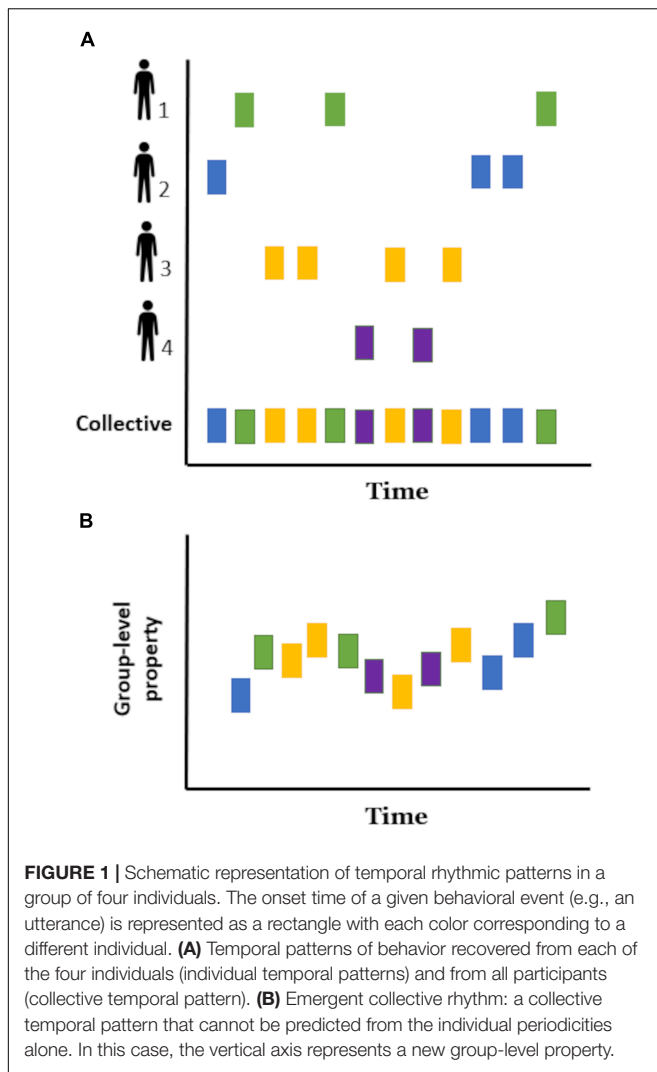 A
1
2
3
4
Collective
Time
B
Group-level
property
Time
FIGURE 1 | Schematic representation of temporal rhythmic patterns in a
group of four individuals. The onset time of a given behavioral event (e.g., an
utterance) is represented as a rectangle with each color corresponding to a
different individual. (A) Temporal patterns of behavior recovered from each of
the four individuals (individual temporal patterns) and from all participants
(collective temporal pattern). (B) Emergent collective rhythm: a collective
temporal pattern that cannot be predicted from the individual periodicities
alone. In this case, the vertical axis represents a new group-level property.